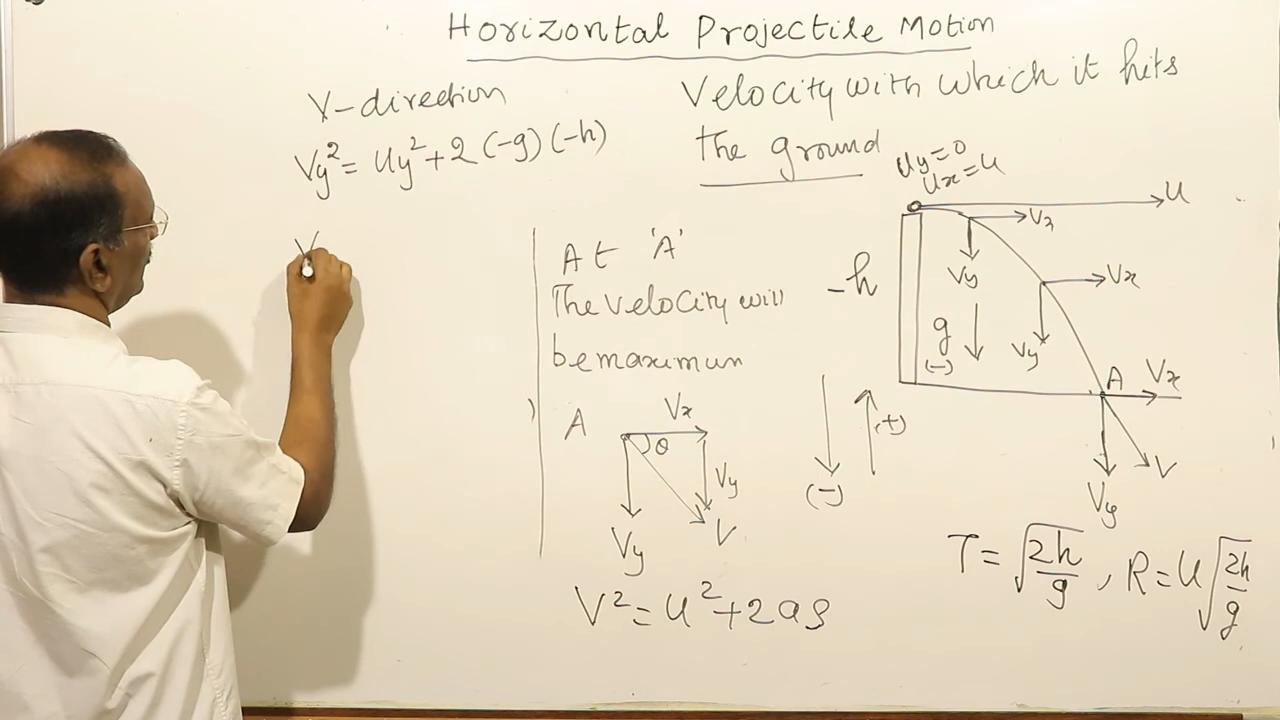 Horizontal Projectile Motion
Y-direction
Vy² = Uy² + 2 (-g) (-h)
V
Velocity with which it hits
the ground
At 'A'
The velocity will
be maximum
A
Vx
θ
Vy
Vy
V
V² = u² + 2as
Uy = 0
Ux = u
u
Vx
Vy
Vx
Vy
-h
g
(-)
A
Vx
Vy
V
(-)
(+)
T = √(2h/g) , R = u√(2h/g)